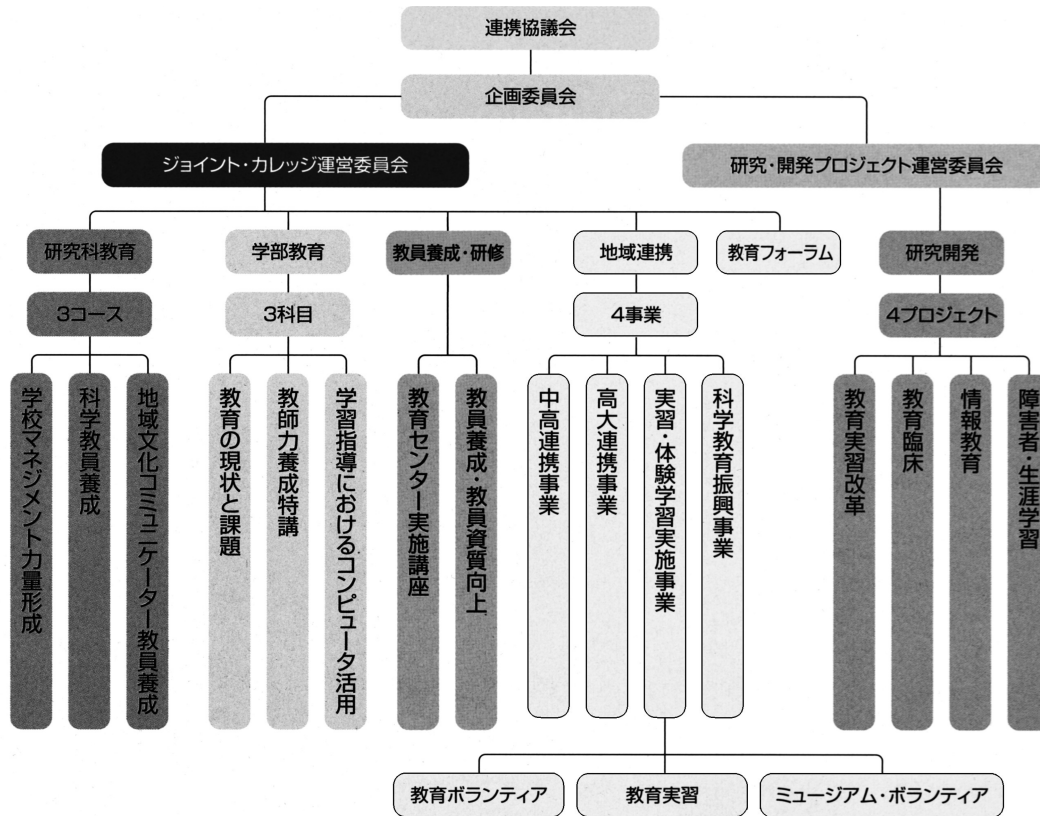 連携協議会
企画委員会
ジョイント・カレッジ運営委員会
研究・開発プロジェクト運営委員会
研究科教育
学部教育
教員養成・研修
地域連携
教育フォーラム
研究開発
3コース
3科目
4事業
4プロジェクト
学校マネジメント力量形成
科学教員養成
地域文化コミュニケーター教員養成
教育の現状と課題
教師力養成特講
学習指導におけるコンピュータ活用
教育センター実施講座
教員養成・教員資質向上
中高連携事業
高大連携事業
実習・体験学習実施事業
科学教育振興事業
教育実習改革
教育臨床
情報教育
障害者・生涯学習
教育ボランティア
教育実習
ミュージアム・ボランティア